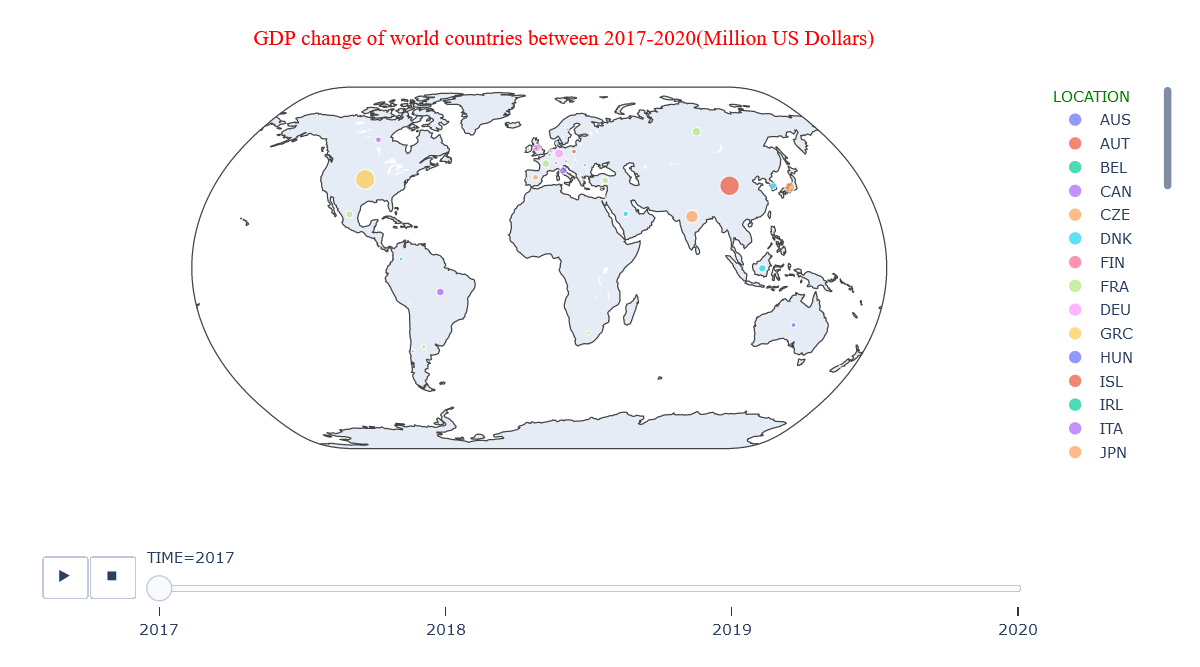 GDP change of world countries between 2017-2020(Million US Dollars)
LOCATION
AUS
AUT
BEL
CAN
CZE
DNK
FIN
FRA
DEU
GRC
HUN
ISL
IRL
ITA
JPN
TIME=2017
2017 2018 2019 2020